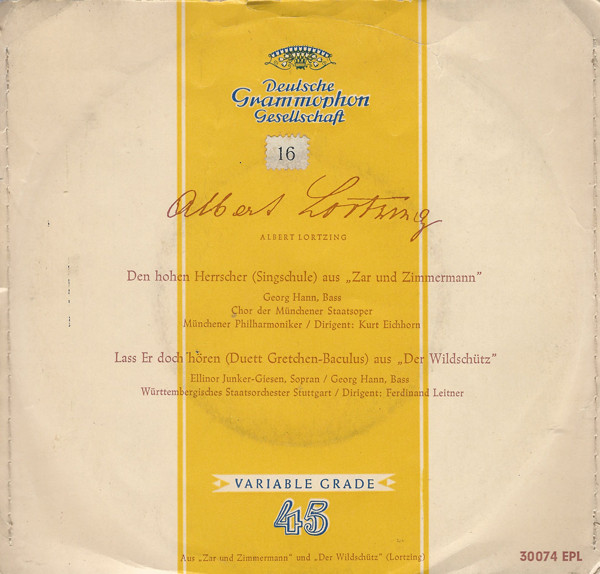 Deutsche
Grammophon
Gesellschaft
16
Albert Lortzing
ALBERT LORTZING
Den hohen Herrscher (Singschule) aus „Zar und Zimmermann"
Georg Hann, Bass
Chor der Münchener Staatsoper
Münchener Philharmoniker / Dirigent: Kurt Eichhorn
Lass Er doch hören (Duett Gretchen-Baculus) aus „Der Wildschütz"
Ellinor Junker-Giesen, Sopran / Georg Hann, Bass
Württembergisches Staatsorchester Stuttgart / Dirigent: Ferdinand Leitner
VARIABLE GRADE
45
Aus „Zar und Zimmermann" und „Der Wildschütz" (Lortzing)
30074 EPL